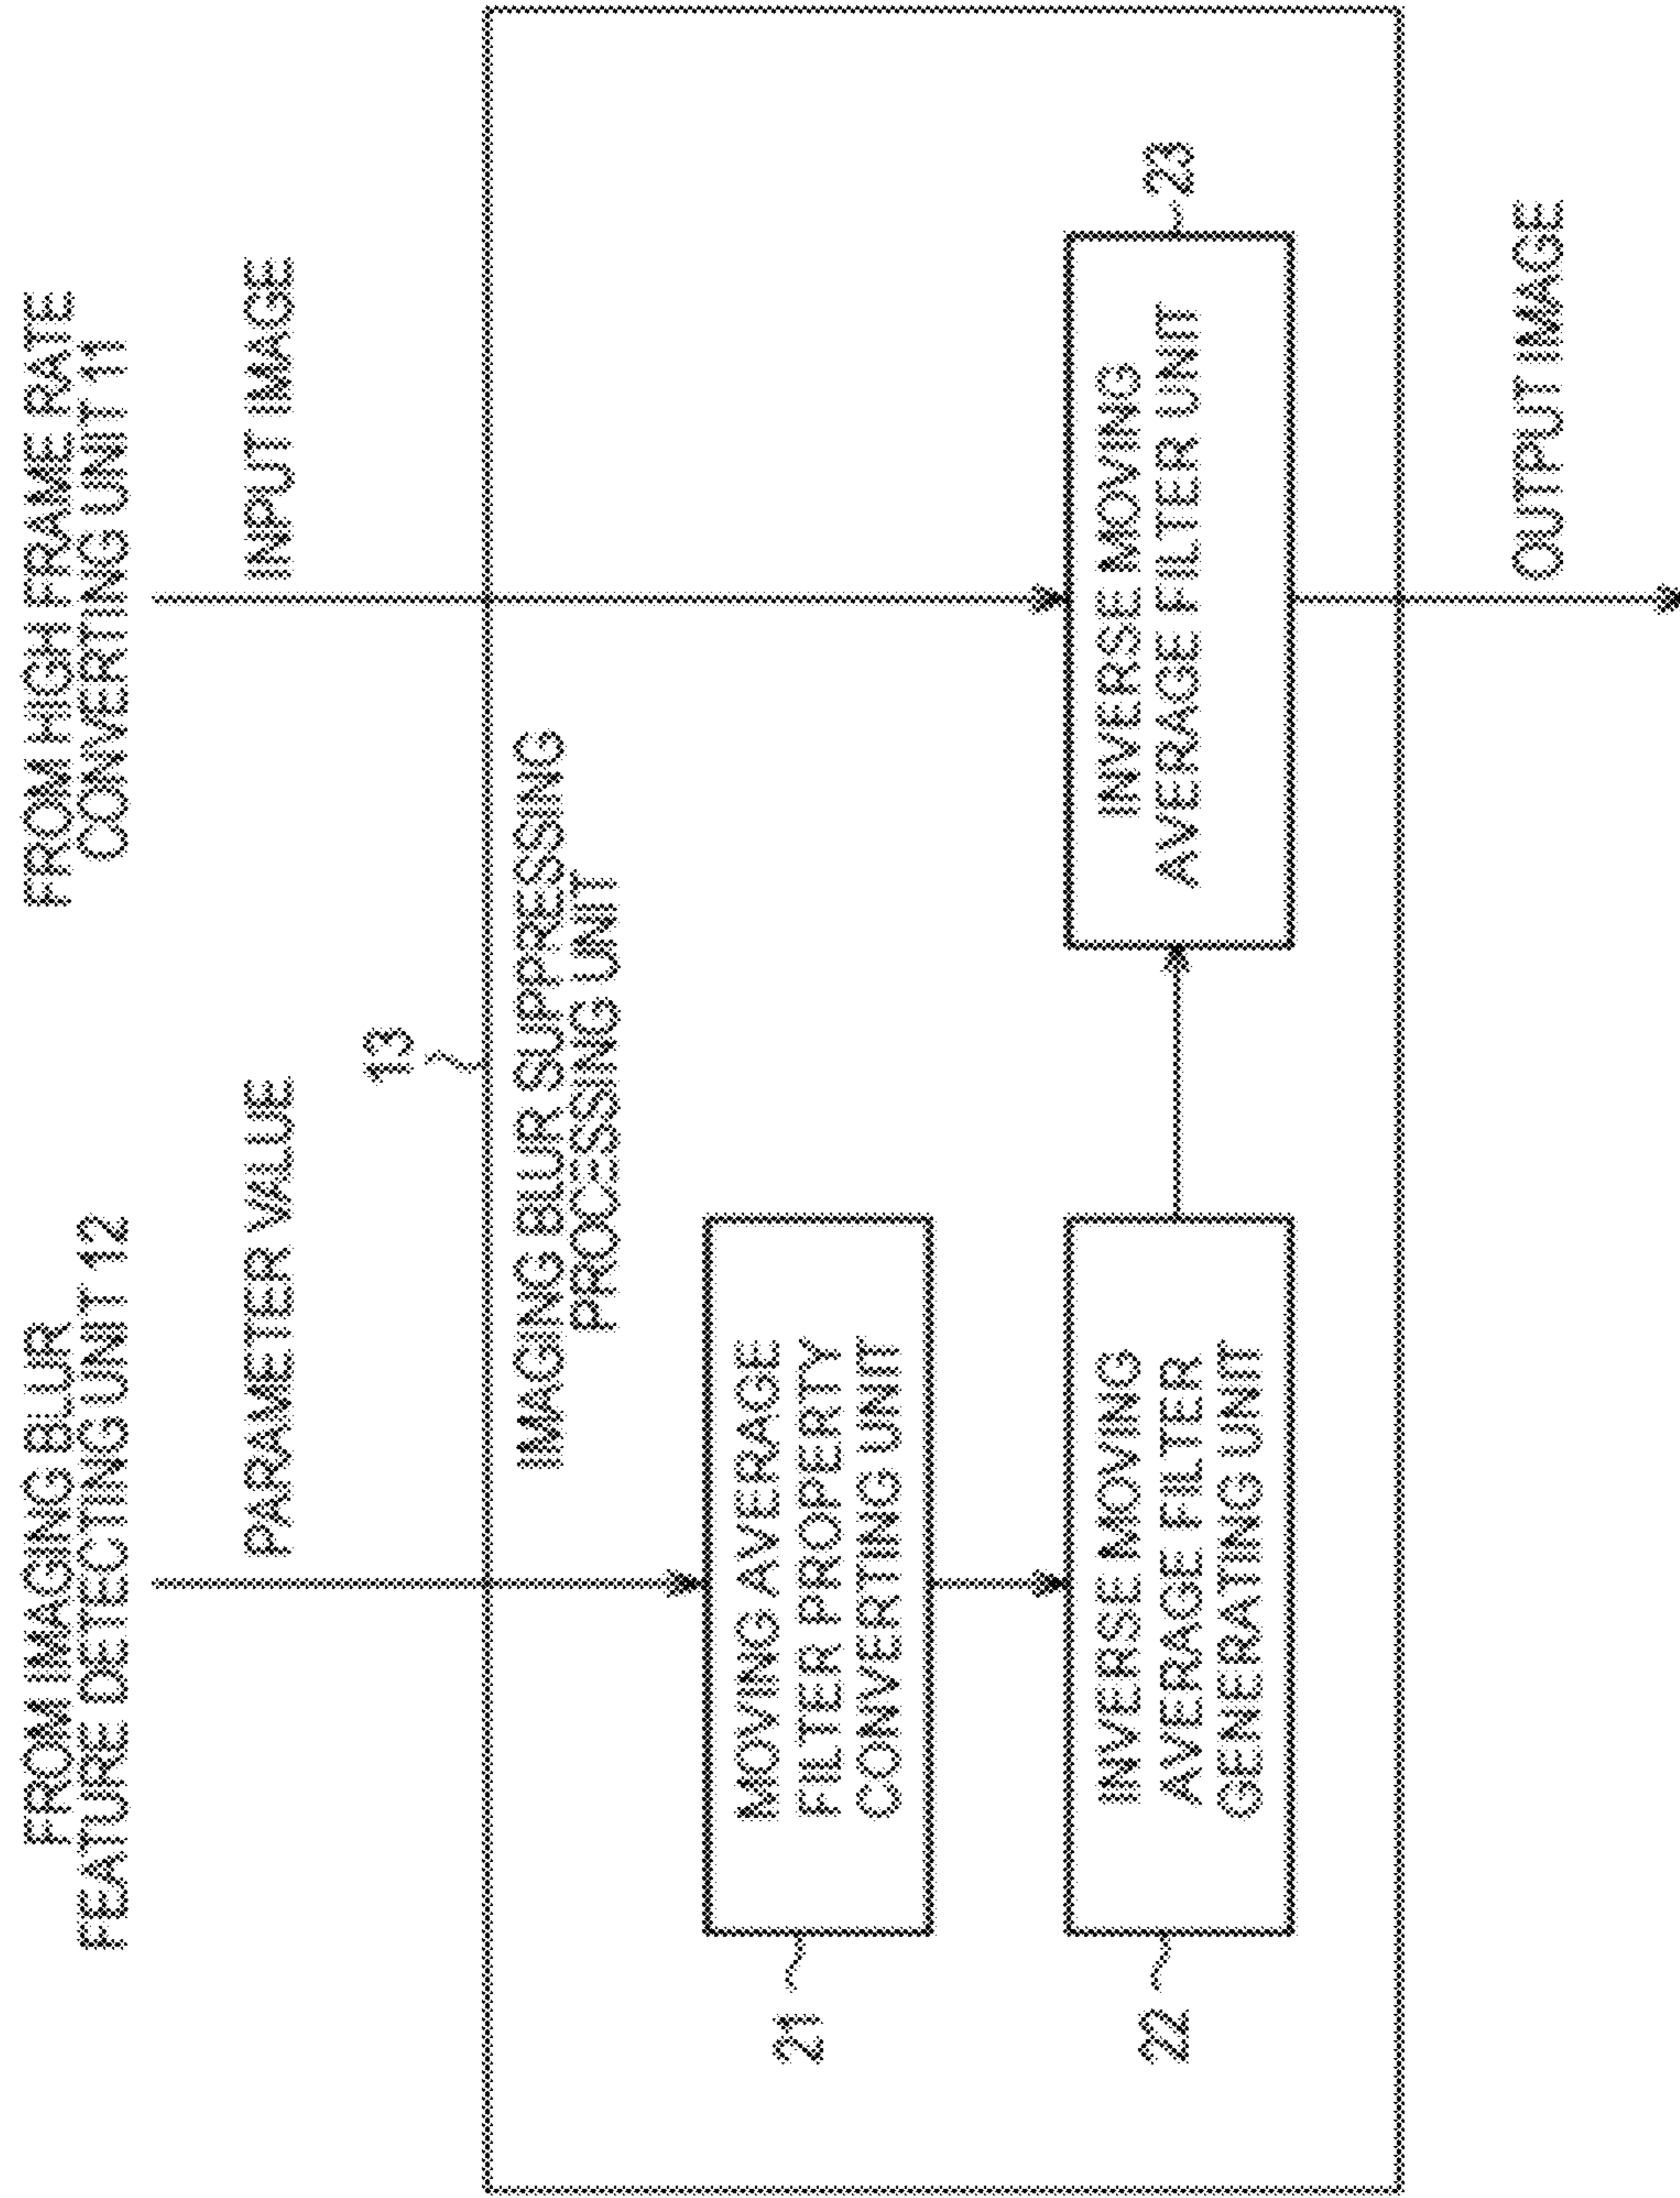 FROM IMAGING BLUR
FEATURE DETECTING UNIT 12
FROM HIGH FRAME RATE
CONVERTING UNIT 11
PARAMETER VALUE
INPUT IMAGE
13
IMAGING BLUR SUPPRESSING
PROCESSING UNIT
21
MOVING AVERAGE
FILTER PROPERTY
CONVERTING UNIT
22
INVERSE MOVING
AVERAGE FILTER
GENERATING UNIT
INVERSE MOVING
AVERAGE FILTER UNIT
23
OUTPUT IMAGE